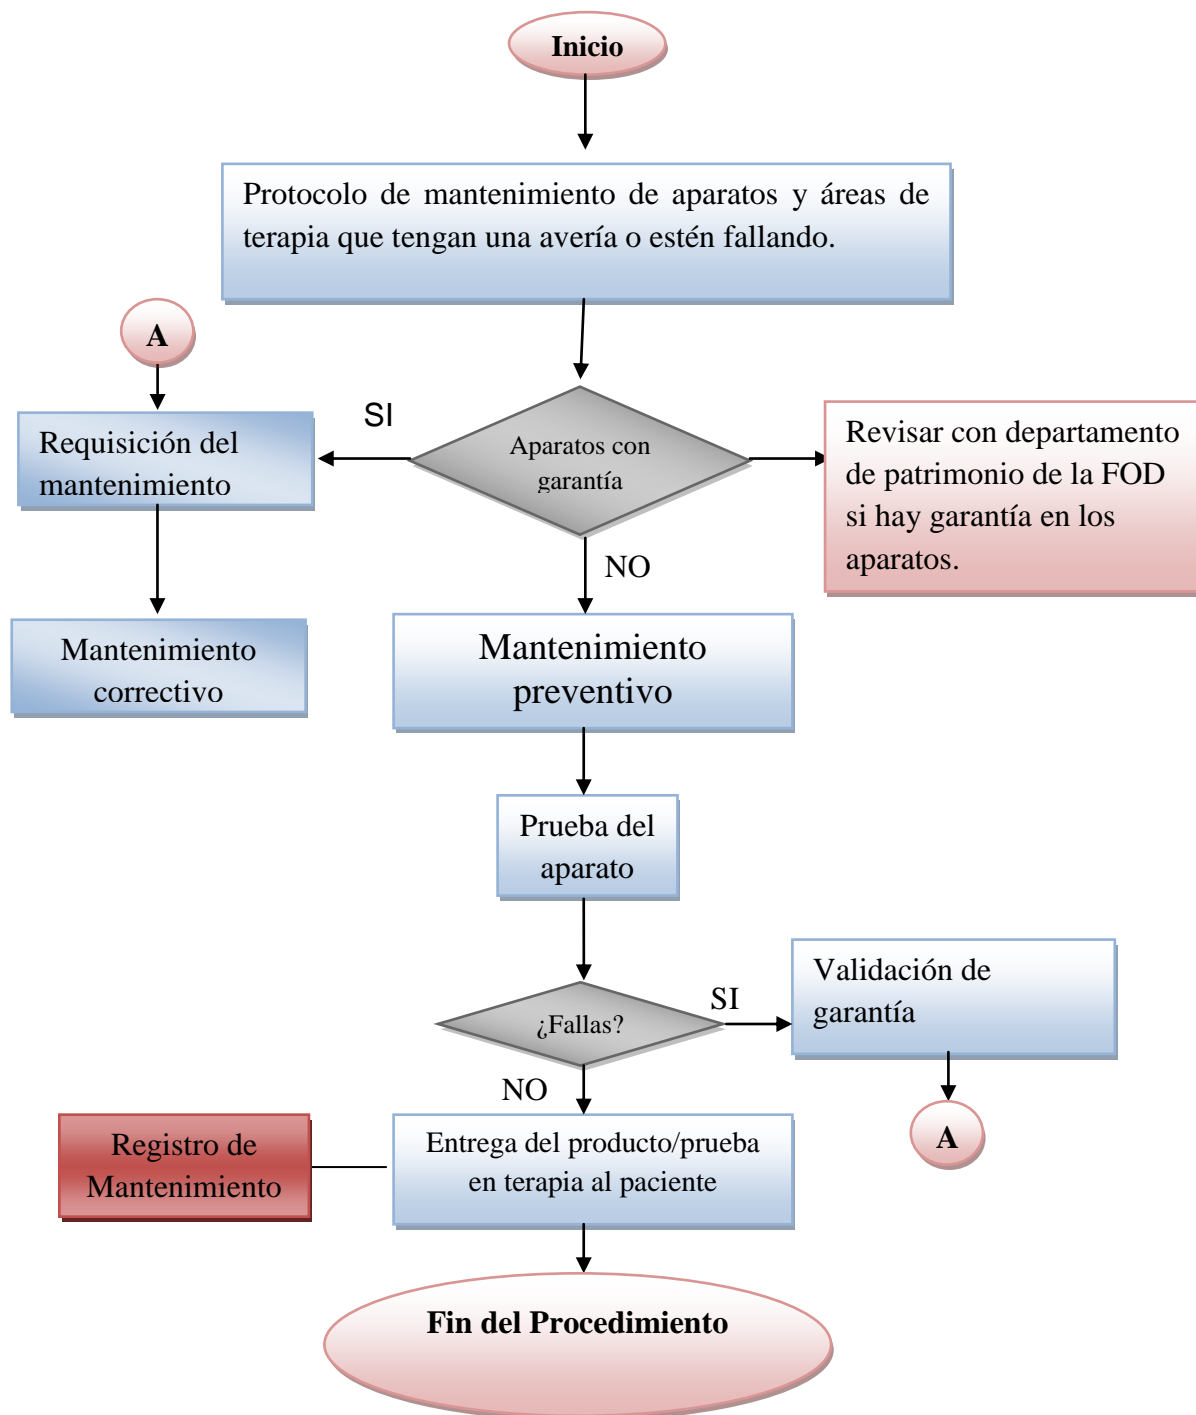 Inicio
Protocolo de mantenimiento de aparatos y áreas de
terapia que tengan una avería o estén fallando.
A
SI
Requisición del
mantenimiento
Aparatos con
garantía
Revisar con departamento
de patrimonio de la FOD
si hay garantía en los
aparatos.
NO
Mantenimiento
correctivo
Mantenimiento
preventivo
Prueba del
aparato
¿Fallas?
SI
Validación de
garantía
NO
A
Registro de
Mantenimiento
Entrega del producto/prueba
en terapia al paciente
Fin del Procedimiento